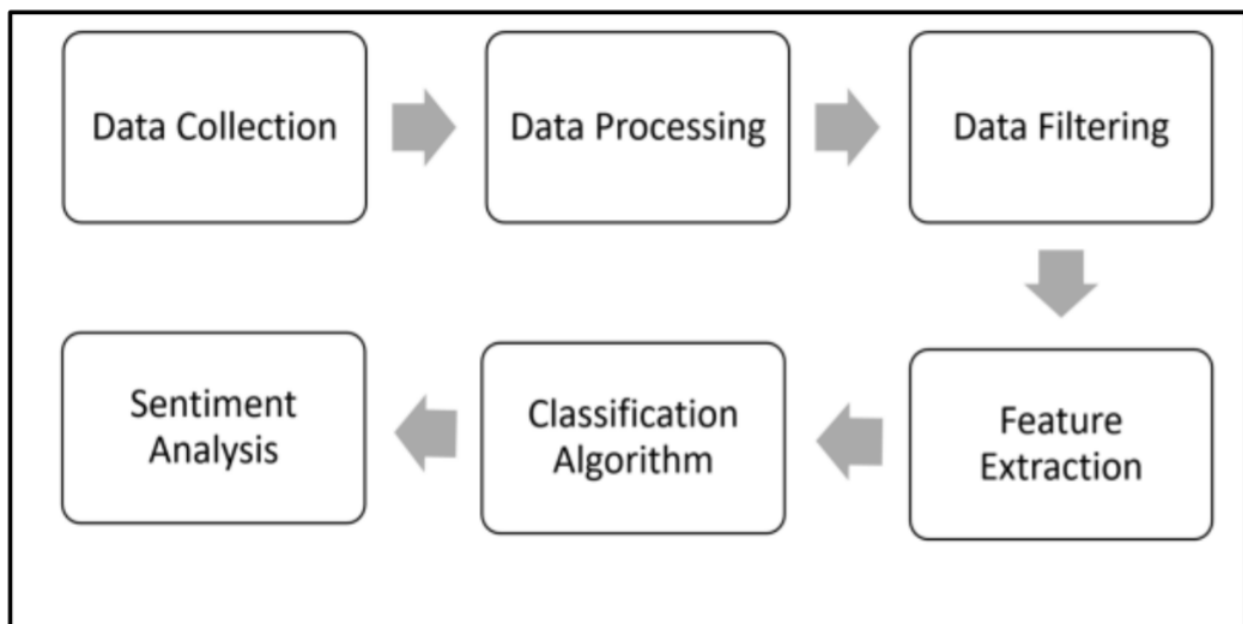 Data Collection
Data Processing
Data Filtering
Feature
Extraction
Classification
Algorithm
Sentiment
Analysis